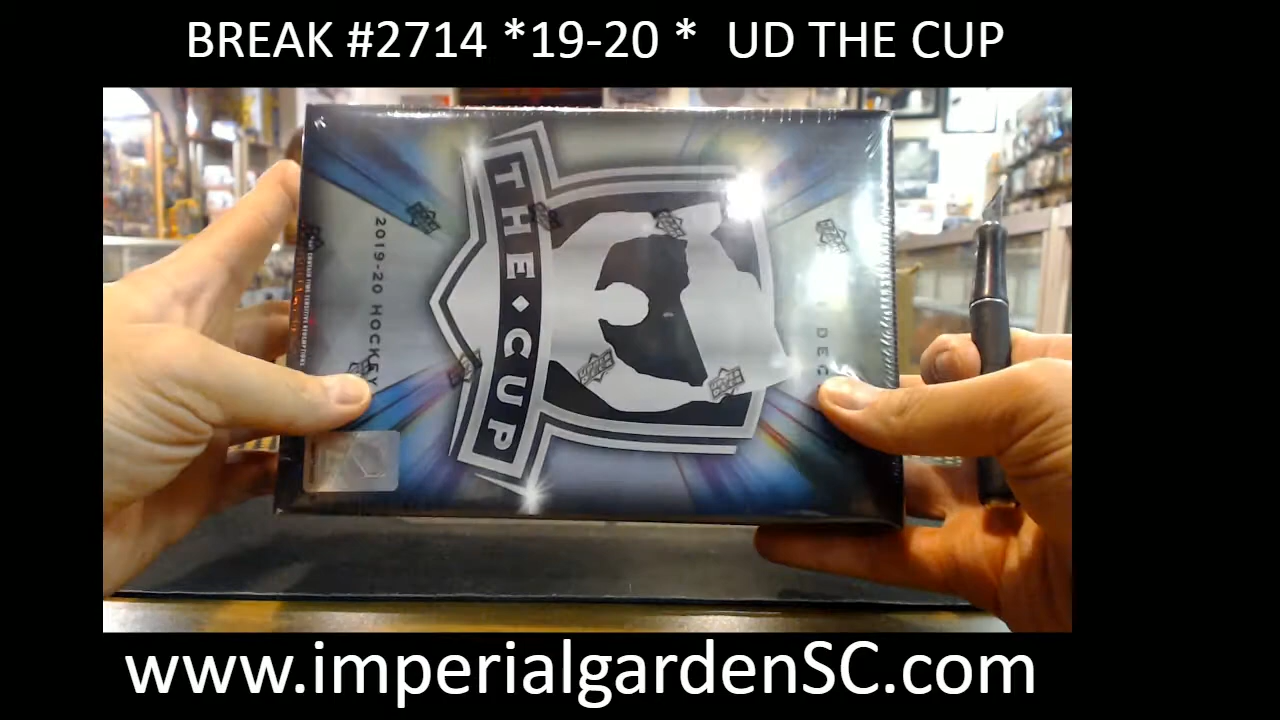 BREAK #2714 *19-20 * UD THE CUP
THE CUP
2019-20 HOCKEY
www.imperialgardenSC.com